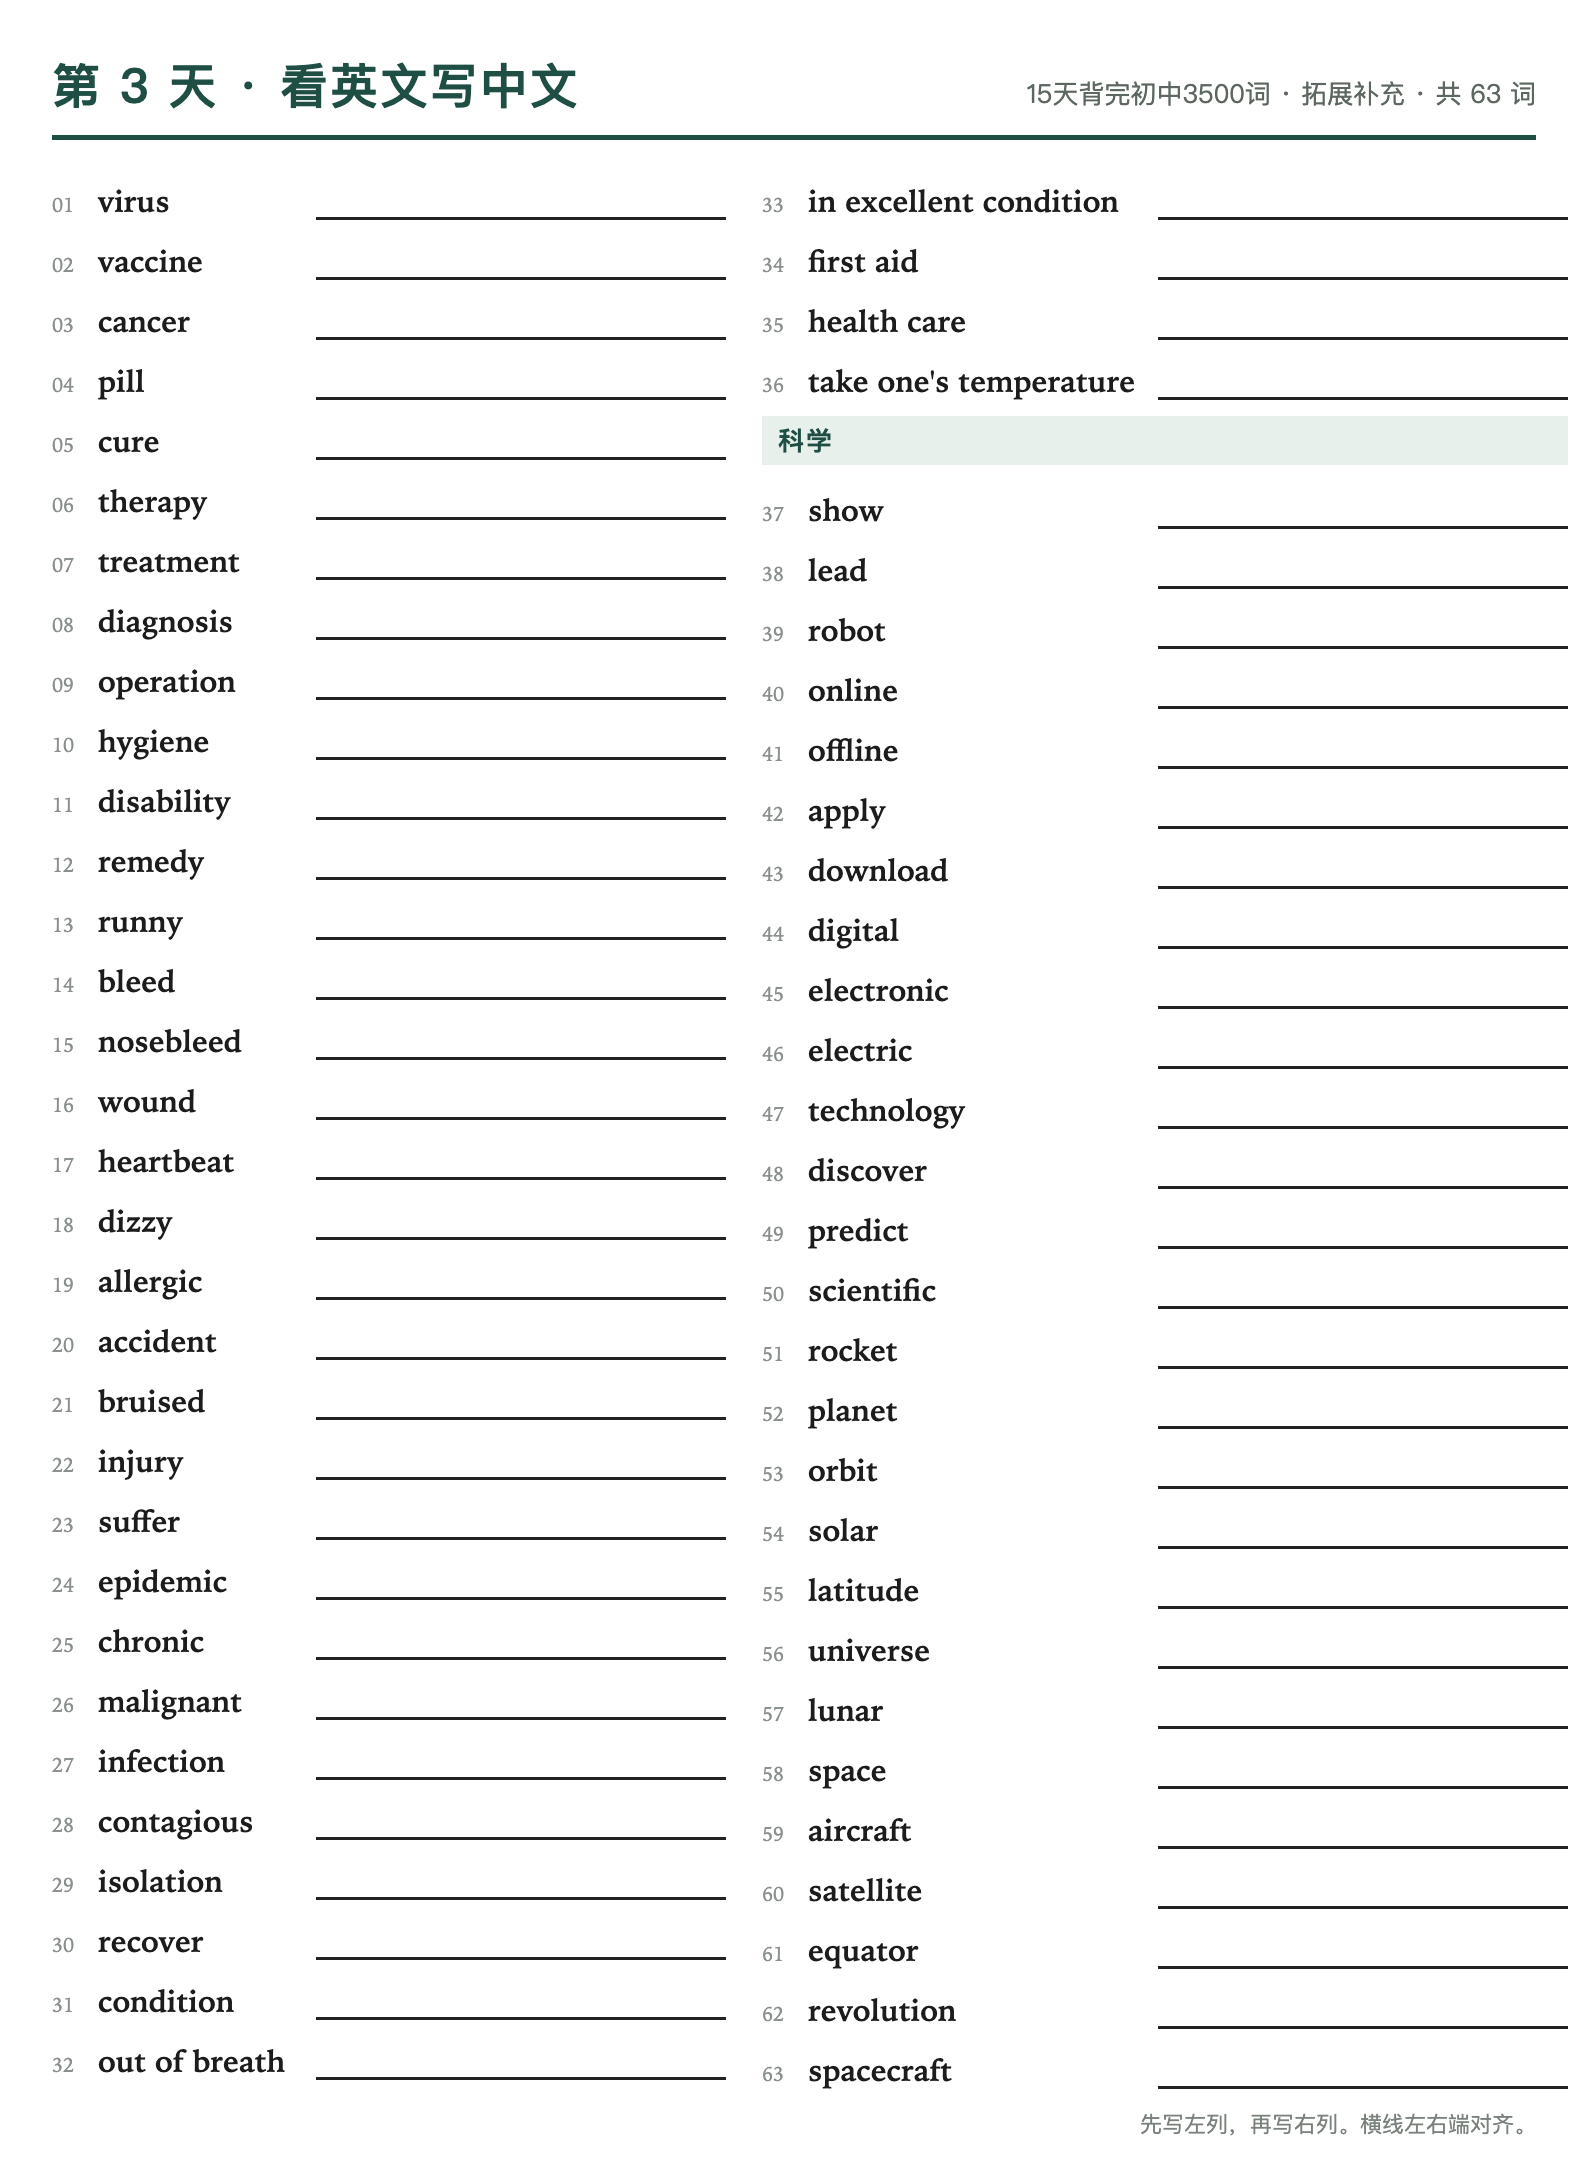 第 3 天 · 看英文写中文
15天背完初中3500词 · 拓展补充 · 共 63 词
01 virus
02 vaccine
03 cancer
04 pill
05 cure
06 therapy
07 treatment
08 diagnosis
09 operation
10 hygiene
11 disability
12 remedy
13 runny
14 bleed
15 nosebleed
16 wound
17 heartbeat
18 dizzy
19 allergic
20 accident
21 bruised
22 injury
23 suffer
24 epidemic
25 chronic
26 malignant
27 infection
28 contagious
29 isolation
30 recover
31 condition
32 out of breath
33 in excellent condition
34 first aid
35 health care
36 take one's temperature
科学
37 show
38 lead
39 robot
40 online
41 offline
42 apply
43 download
44 digital
45 electronic
46 electric
47 technology
48 discover
49 predict
50 scientific
51 rocket
52 planet
53 orbit
54 solar
55 latitude
56 universe
57 lunar
58 space
59 aircraft
60 satellite
61 equator
62 revolution
63 spacecraft
先写左列，再写右列。横线左右端对齐。